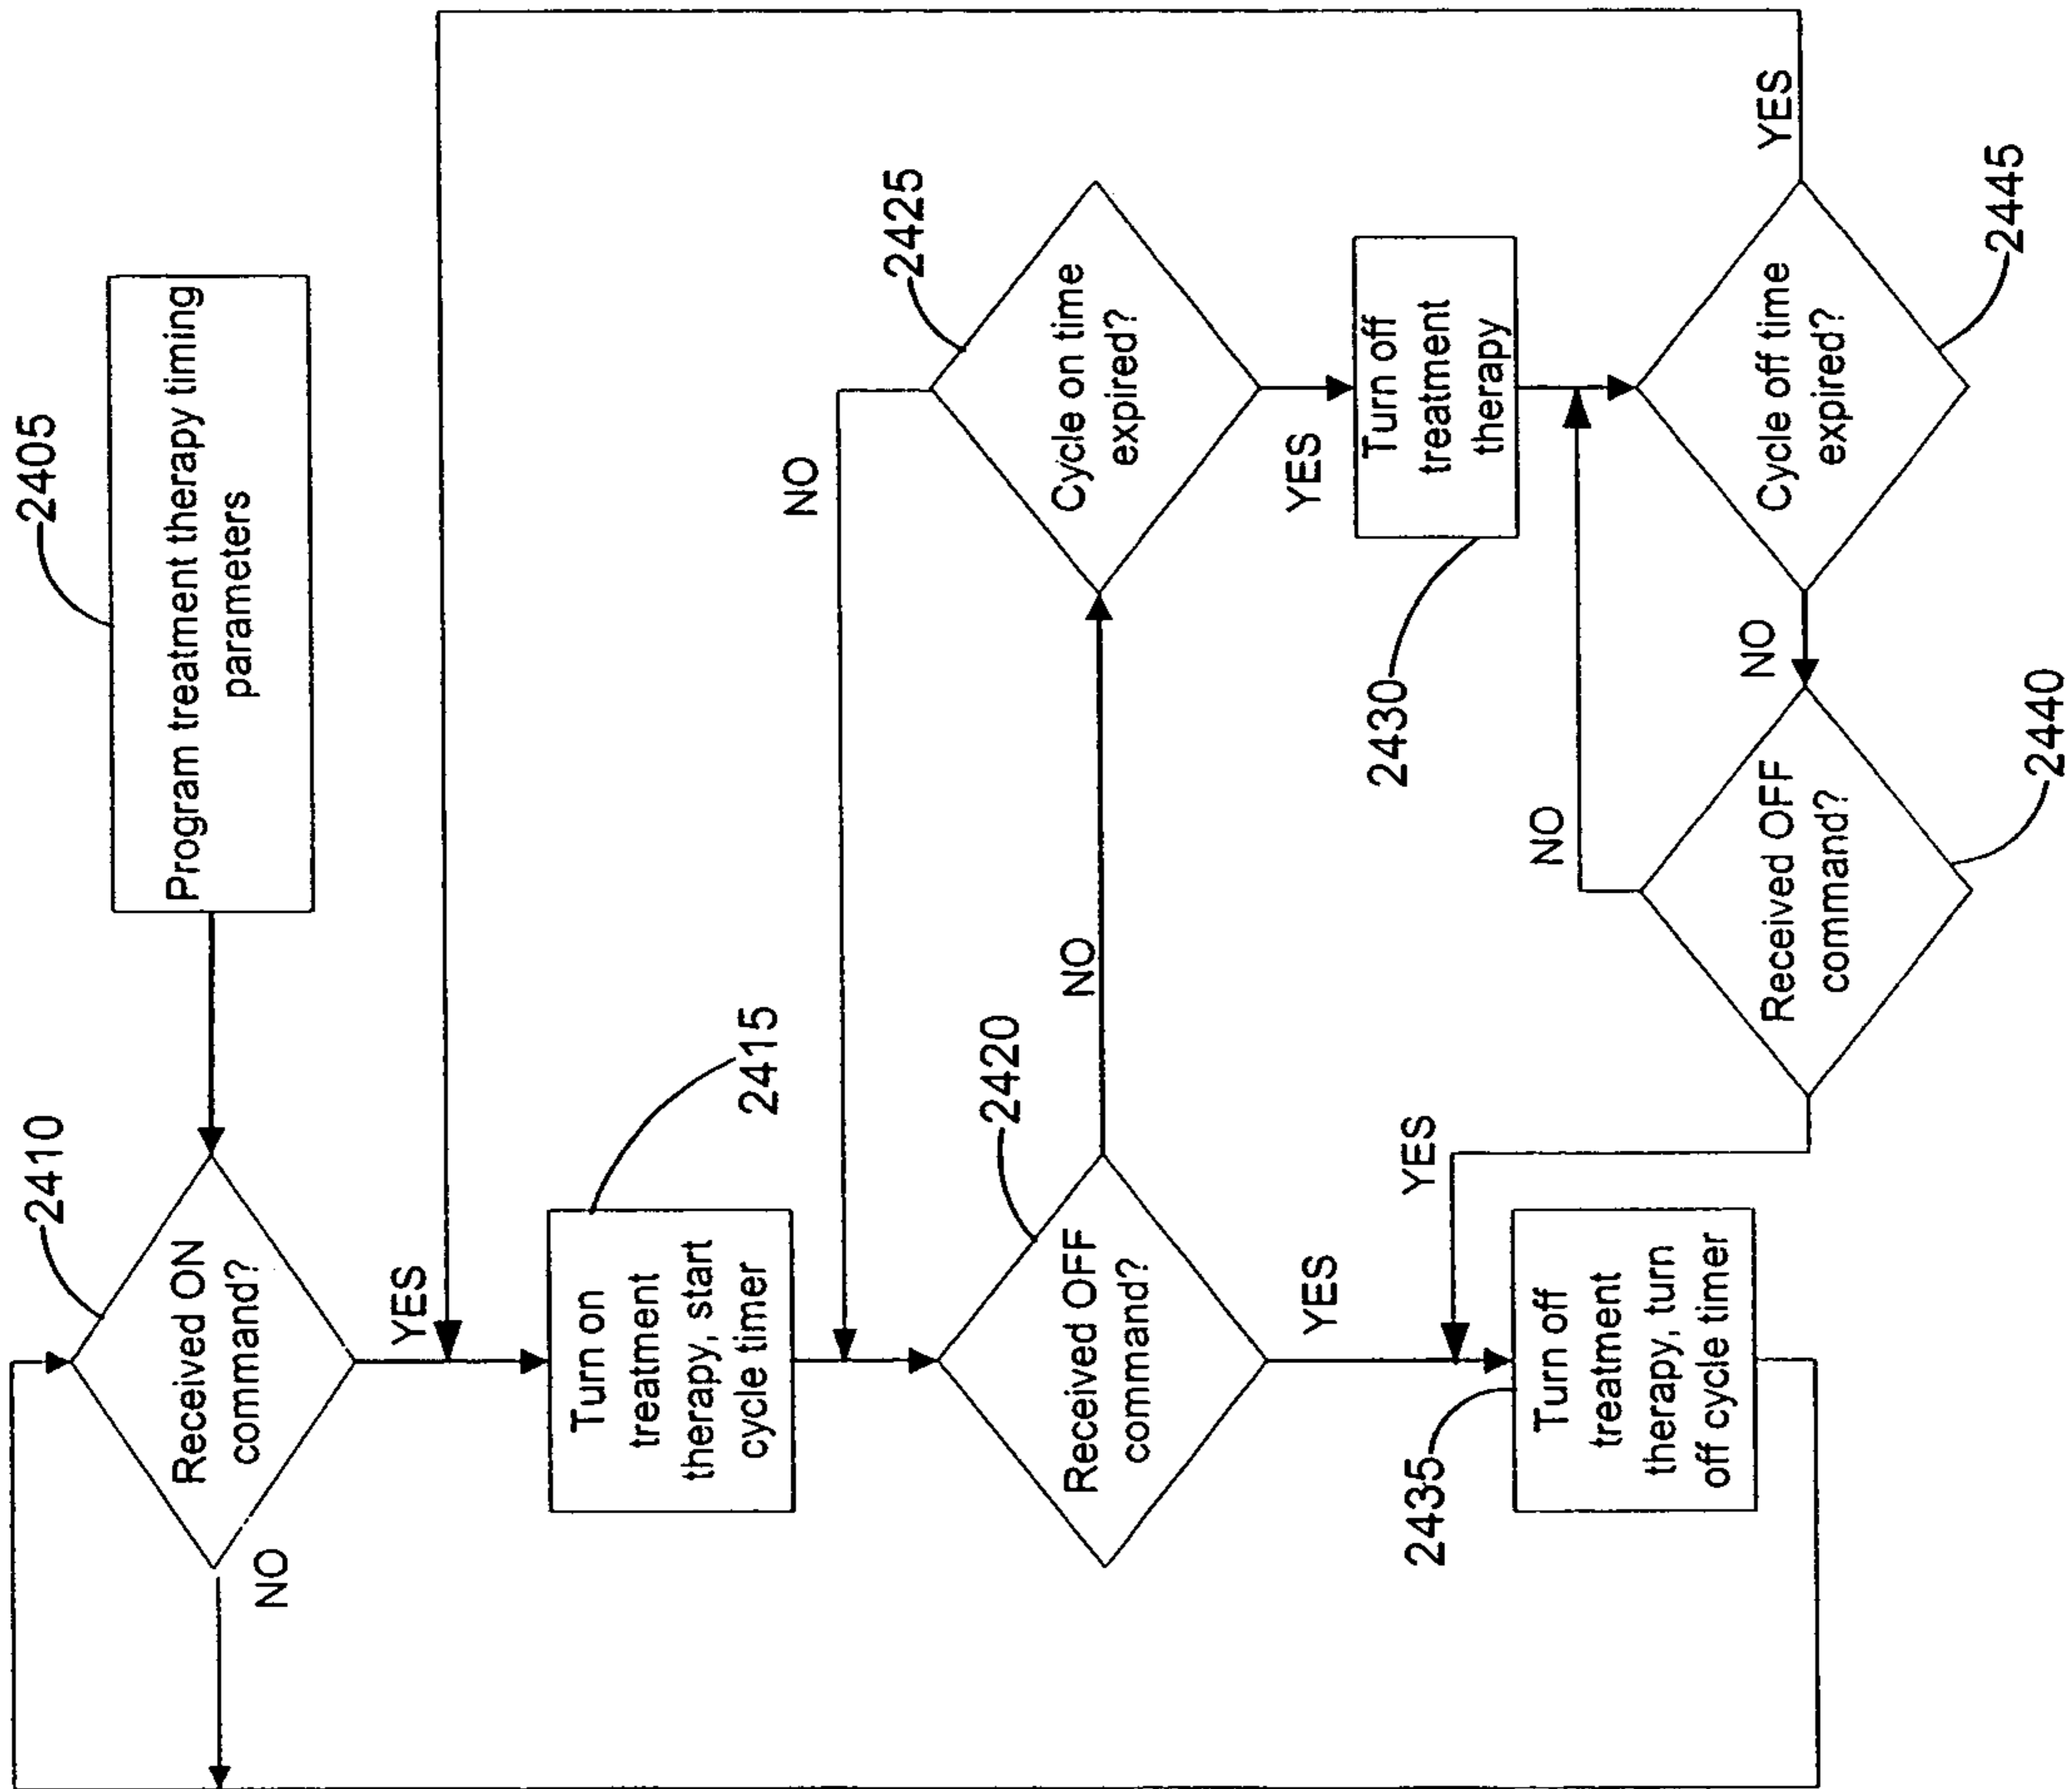 2405
Program treatment therapy timing
parameters
2410
Received ON
command?
NO
YES
2415
Turn on
treatment
therapy, start
cycle timer
2420
Received OFF
command?
NO
YES
2425
Cycle on time
expired?
NO
YES
2430
Turn off
treatment
therapy
2435
Turn off
treatment
therapy, turn
off cycle timer
2440
Received OFF
command?
NO
YES
2445
Cycle off time
expired?
NO
YES